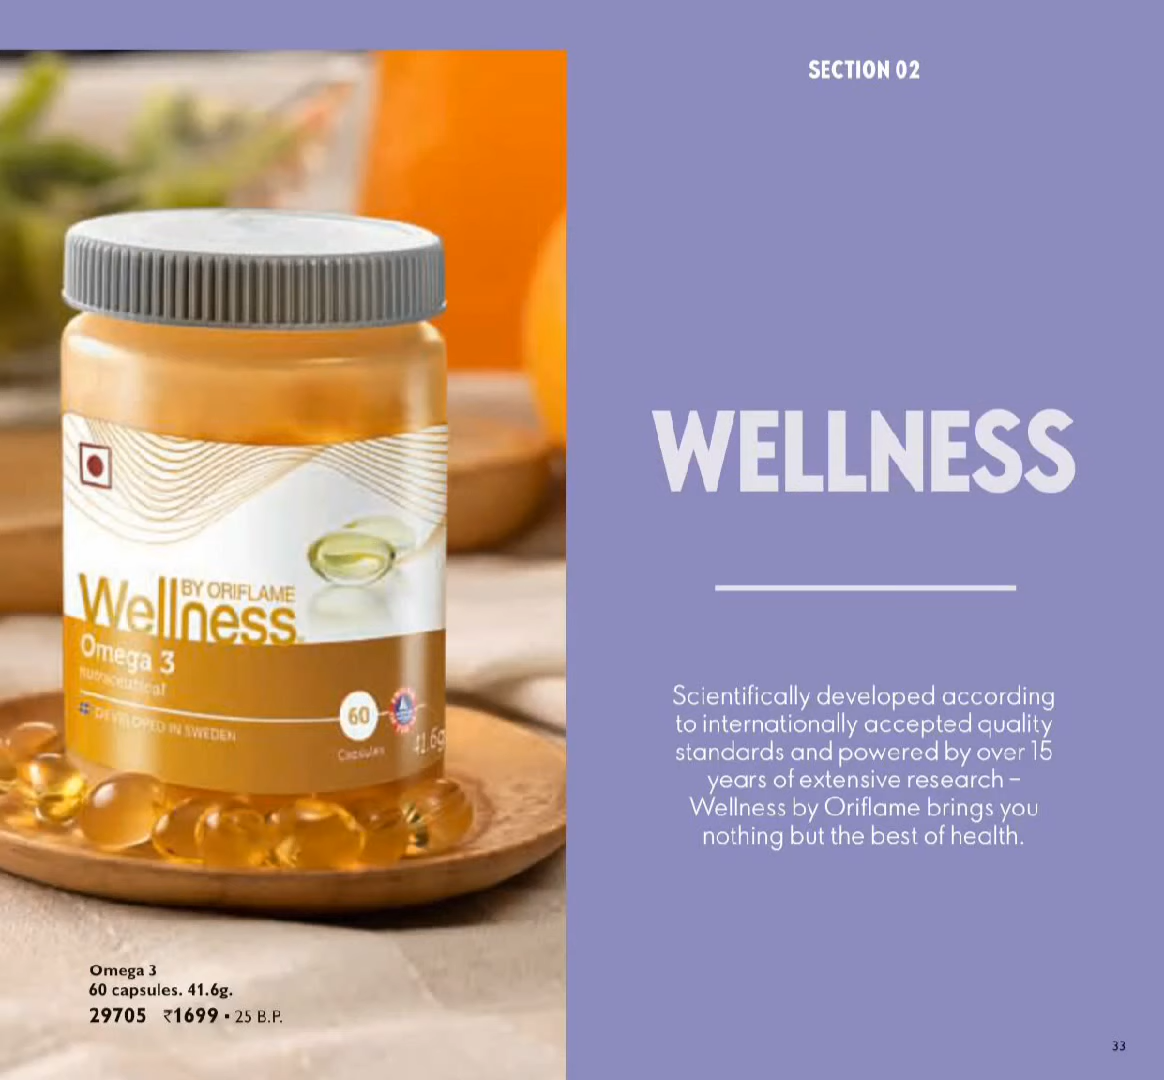 BY ORIFLAME
Wellness
Omega 3
nutraceutical
DEVELOPED IN SWEDEN
60
Capsules
41.6g
Omega 3
60 capsules. 41.6g.
29705 ₹1699 • 25 B.P.
SECTION 02
WELLNESS
Scientifically developed according
to internationally accepted quality
standards and powered by over 15
years of extensive research –
Wellness by Oriflame brings you
nothing but the best of health.
33